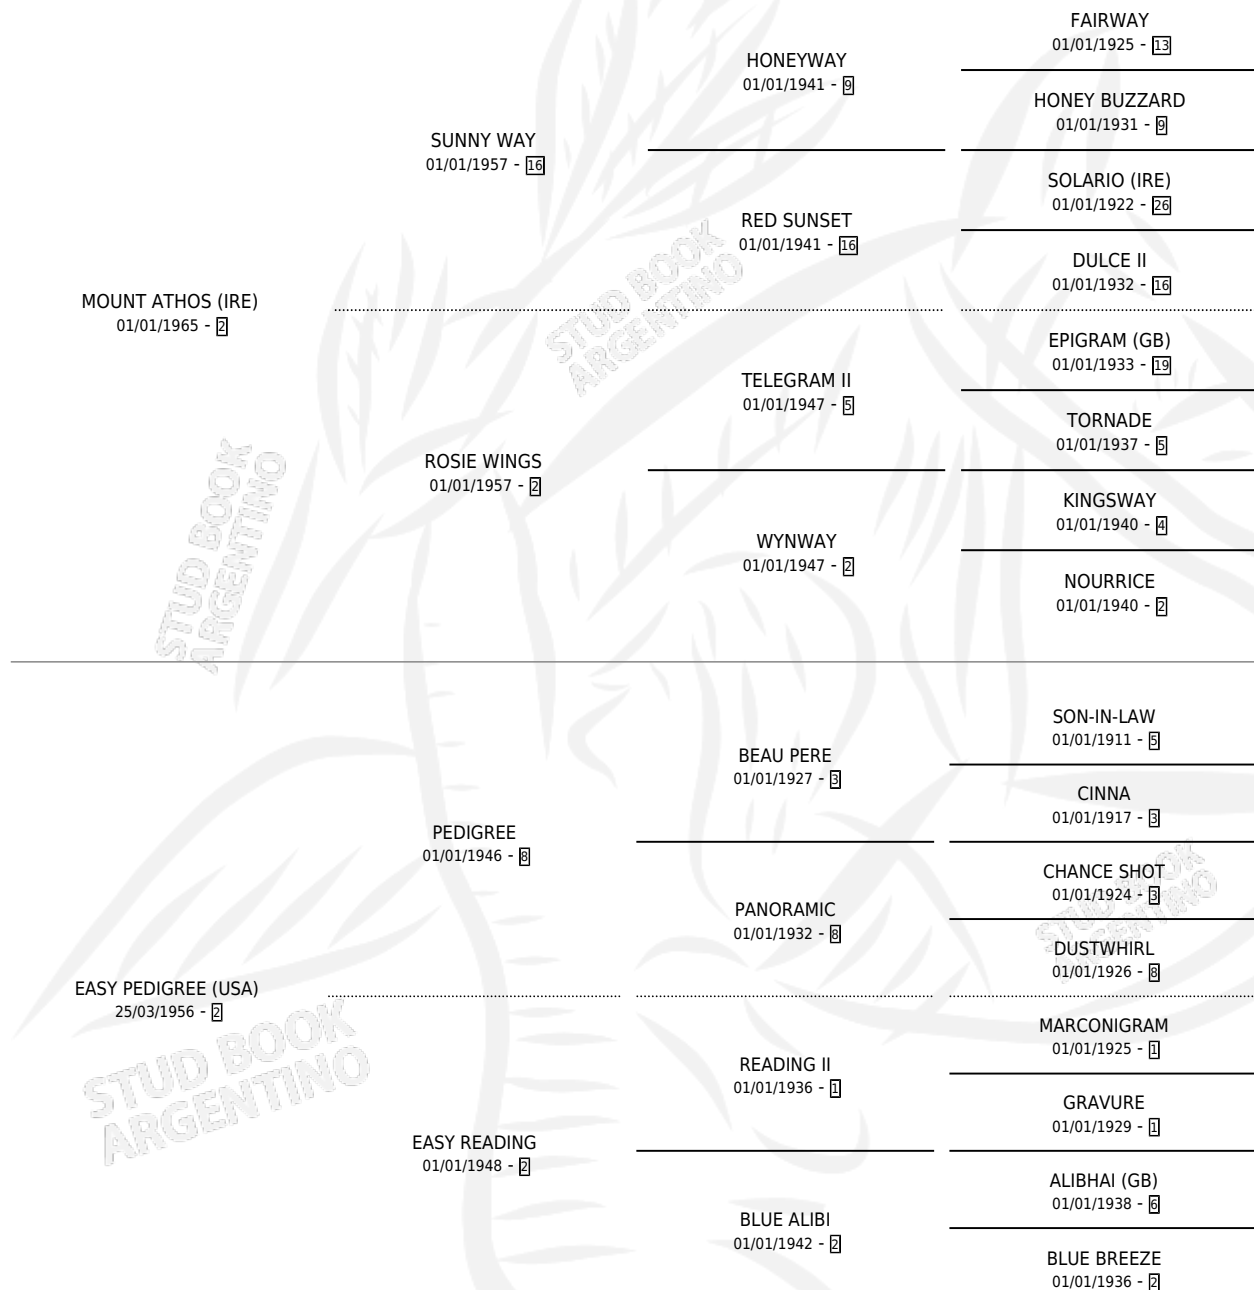 FAIRWAY
01/01/1925 - 13
HONEYWAY
01/01/1941 - 9
HONEY BUZZARD
01/01/1931 - 9
SUNNY WAY
01/01/1957 - 16
SOLARIO (IRE)
01/01/1922 - 26
RED SUNSET
01/01/1941 - 16
DULCE II
01/01/1932 - 16
MOUNT ATHOS (IRE)
01/01/1965 - 2
EPIGRAM (GB)
01/01/1933 - 19
TELEGRAM II
01/01/1947 - 5
TORNADE
01/01/1937 - 5
ROSIE WINGS
01/01/1957 - 2
KINGSWAY
01/01/1940 - 4
WYNWAY
01/01/1947 - 2
NOURRICE
01/01/1940 - 2
SON-IN-LAW
01/01/1911 - 5
BEAU PERE
01/01/1927 - 3
CINNA
01/01/1917 - 3
PEDIGREE
01/01/1946 - 8
CHANCE SHOT
01/01/1924 - 3
PANORAMIC
01/01/1932 - 8
DUSTWHIRL
01/01/1926 - 8
EASY PEDIGREE (USA)
25/03/1956 - 2
MARCONIGRAM
01/01/1925 - 1
READING II
01/01/1936 - 1
GRAVURE
01/01/1929 - 1
EASY READING
01/01/1948 - 2
ALIBHAI (GB)
01/01/1938 - 6
BLUE ALIBI
01/01/1942 - 2
BLUE BREEZE
01/01/1936 - 2
STUD BOOK
ARGENTINO
STUD BOOK
ARGENTINO
STUD BOOK
ARGENTINO
STUD BOOK
ARGENTINO